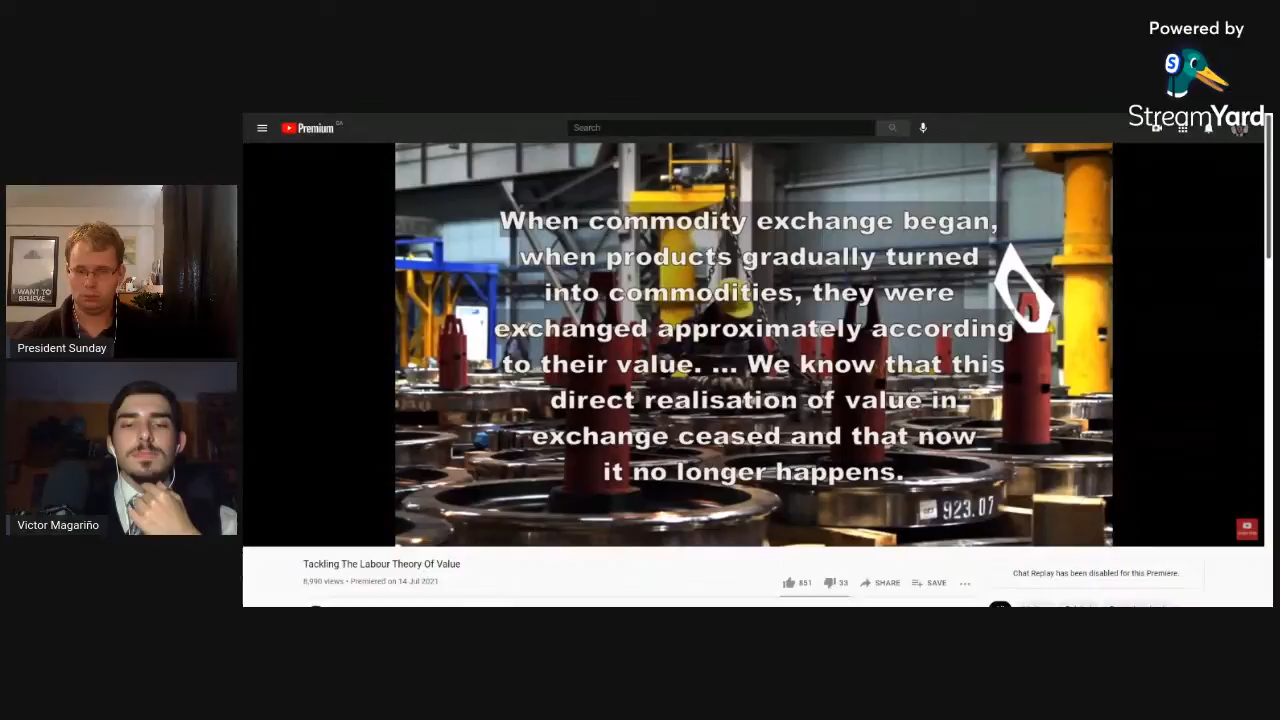 Powered by
StreamYard
Premium
CA
Search
I WANT TO
BELIEVE
President Sunday
Victor Magariño
When commodity exchange began,
when products gradually turned
into commodities, they were
exchanged approximately according
to their value. ... We know that this
direct realisation of value in
exchange ceased and that now
it no longer happens.
923.07
Tackling The Labour Theory Of Value
8,990 views • Premiered on 14 Jul 2021
851
33
SHARE
SAVE
Chat Replay has been disabled for this Premiere.